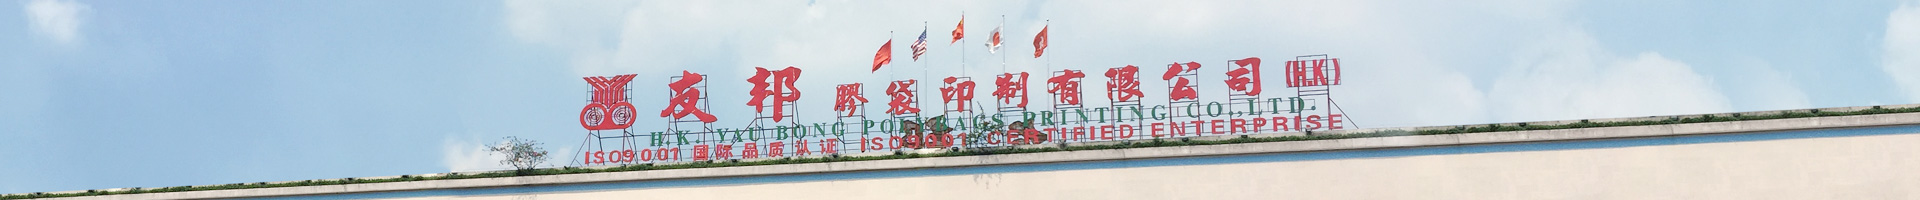 友邦膠袋印制有限公司(H.K)
H.K. YAU BONG POLYBAGS PRINTING CO.,LTD.
ISO9001国际品质认证 ISO9001 CERTIFIED ENTERPRISE